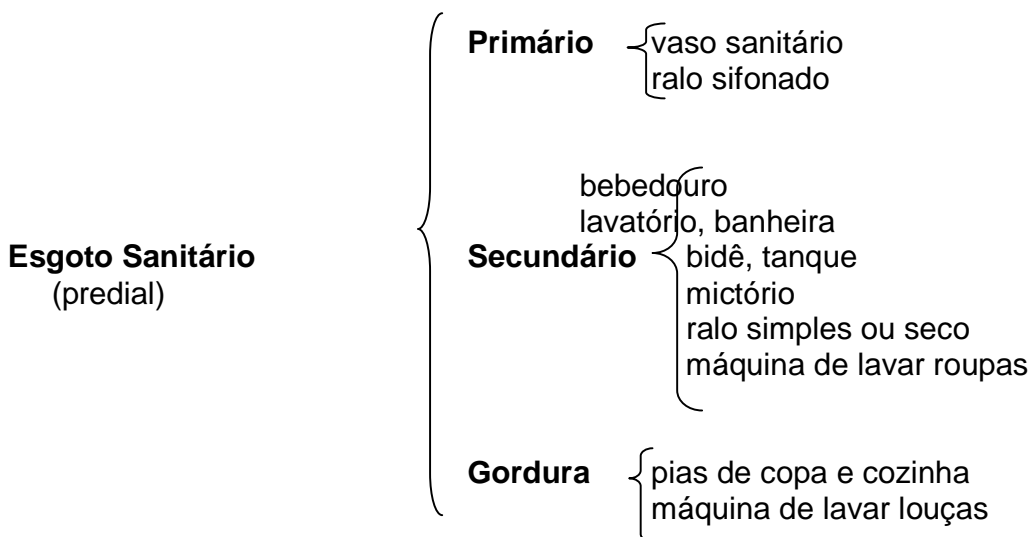 Primário vaso sanitário
ralo sifonado
bebedouro
lavatório, banheira
Esgoto Sanitário Secundário bidê, tanque
(predial) mictório
ralo simples ou seco
máquina de lavar roupas
Gordura pias de copa e cozinha
máquina de lavar louças